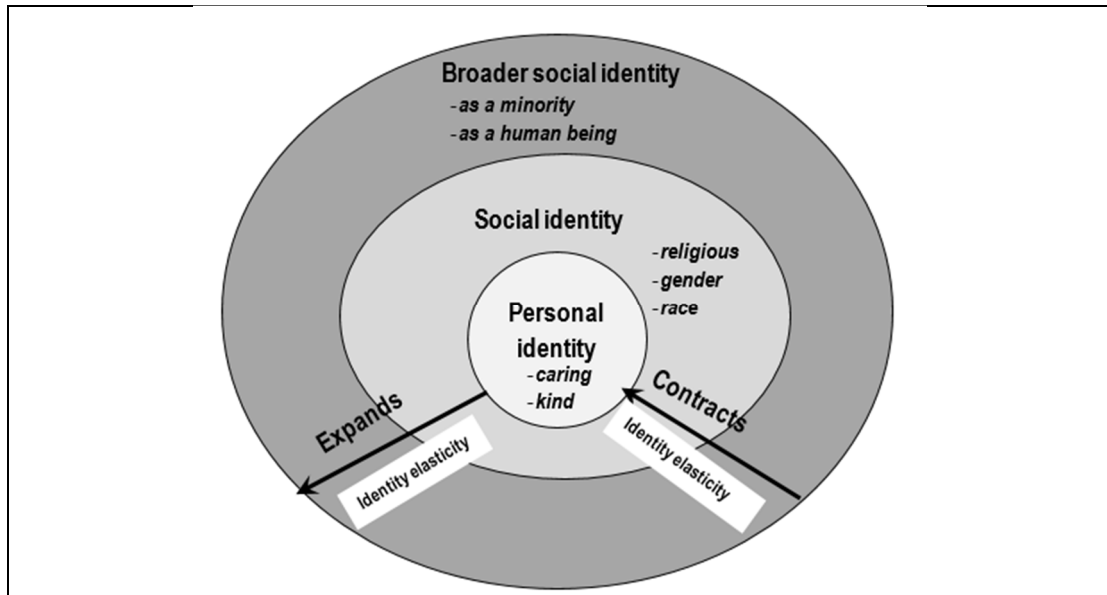 Broader social identity
-as a minority
-as a human being
Social identity
-religious
-gender
-race
Personal
identity
-caring
-kind
Expands
Identity elasticity
Contracts
Identity elasticity